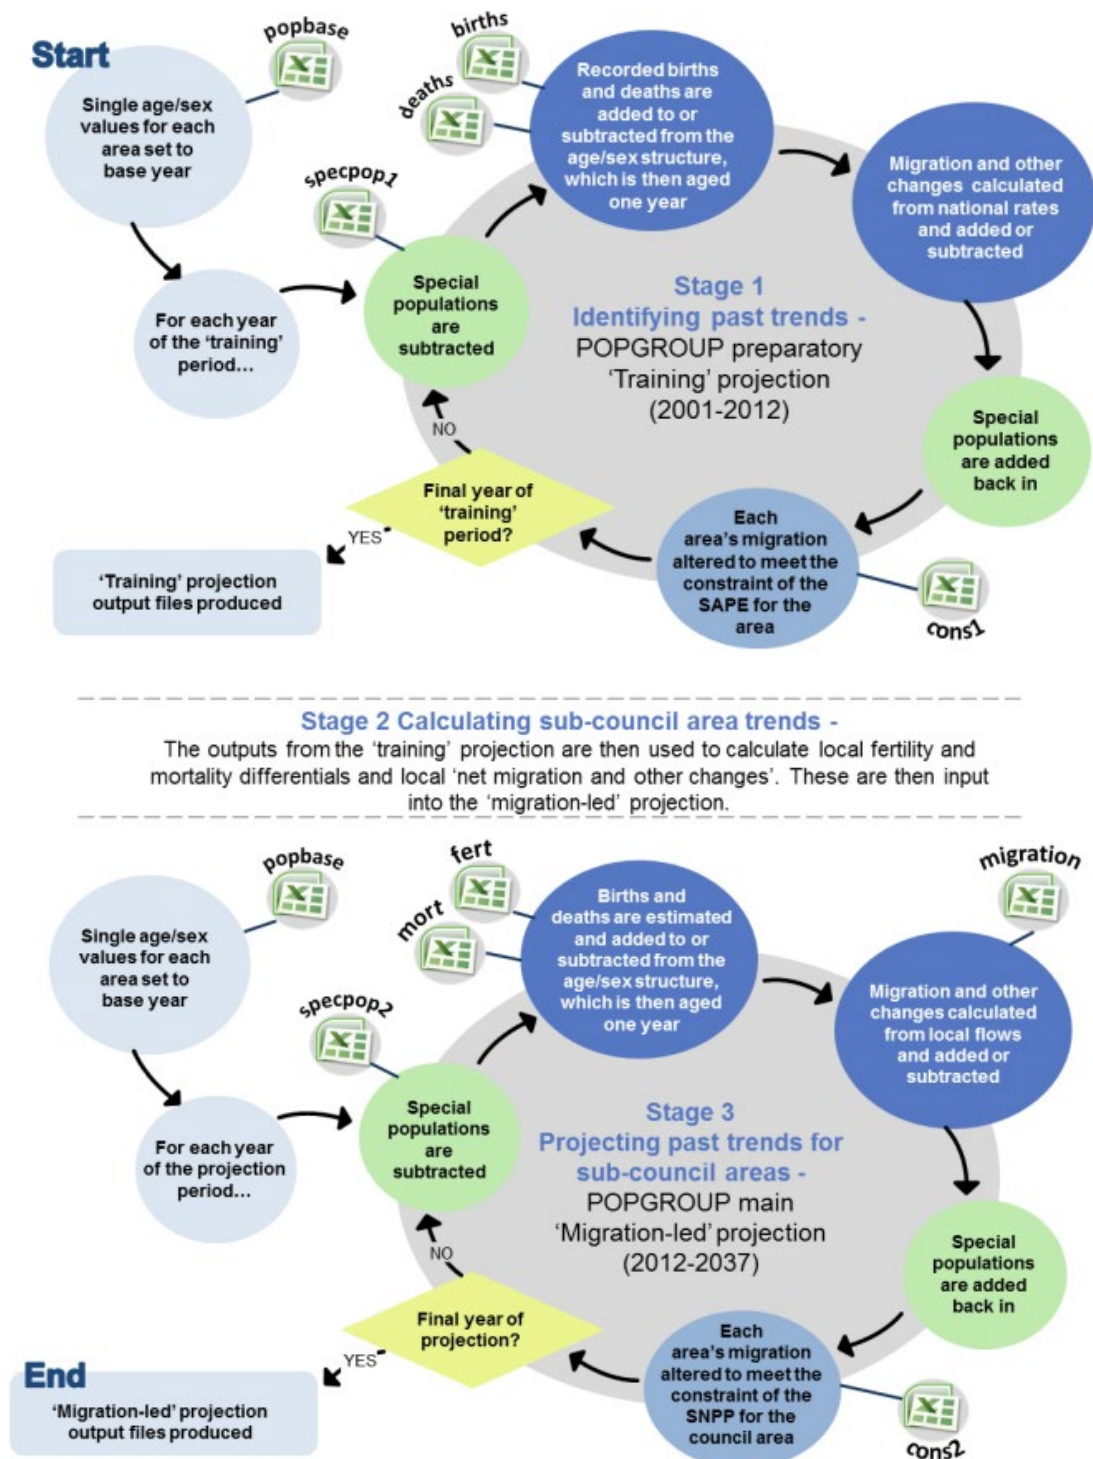 Start
popbase
Single age/sex
values for each
area set to
base year
For each year
of the ‘training’
period...
specpop1
Special
populations
are
subtracted
births
deaths
Recorded births
and deaths are
added to or
subtracted from the
age/sex structure,
which is then aged
one year
Migration and other
changes calculated
from national rates
and added or
subtracted
Stage 1
Identifying past trends -
POPGROUP preparatory
‘Training’ projection
(2001-2012)
Special
populations
are added
back in
Each
area’s migration
altered to meet the
constraint of the
SAPE for the
area
cons1
Final year of
‘training’
period?
NO
YES
‘Training’ projection
output files produced
Stage 2 Calculating sub-council area trends -
The outputs from the ‘training’ projection are then used to calculate local fertility and
mortality differentials and local ‘net migration and other changes’. These are then input
into the ‘migration-led’ projection.
popbase
Single age/sex
values for each
area set to
base year
For each year
of the projection
period...
specpop2
Special
populations
are
subtracted
fert
mort
Births and
deaths are estimated
and added to or
subtracted from the
age/sex structure,
which is then aged
one year
migration
Migration and other
changes calculated
from local flows
and added or
subtracted
Stage 3
Projecting past trends for
sub-council areas -
POPGROUP main
‘Migration-led’ projection
(2012-2037)
Special
populations
are added
back in
Each
area’s migration
altered to meet the
constraint of the
SNPP for the
council area
cons2
Final year of
projection?
NO
YES
End
‘Migration-led’ projection
output files produced